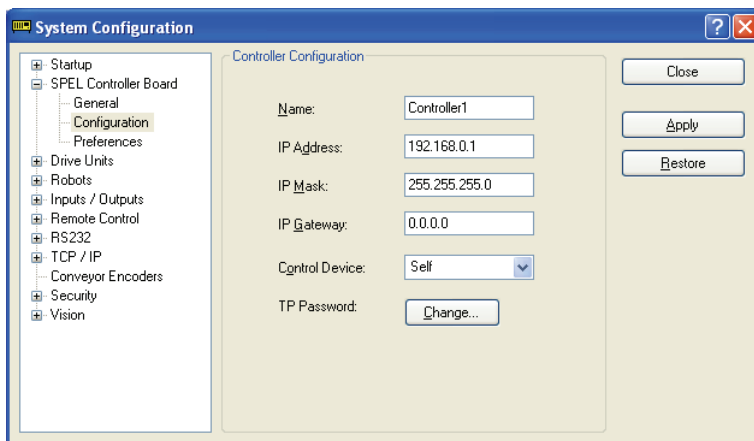 System Configuration
Startup
SPEL Controller Board
General
Configuration
Preferences
Drive Units
Robots
Inputs / Outputs
Remote Control
RS232
TCP / IP
Conveyor Encoders
Security
Vision
Controller Configuration
Name: Controller1
IP Address: 192.168.0.1
IP Mask: 255.255.255.0
IP Gateway: 0.0.0.0
Control Device: Self
TP Password: Change...
Close
Apply
Restore